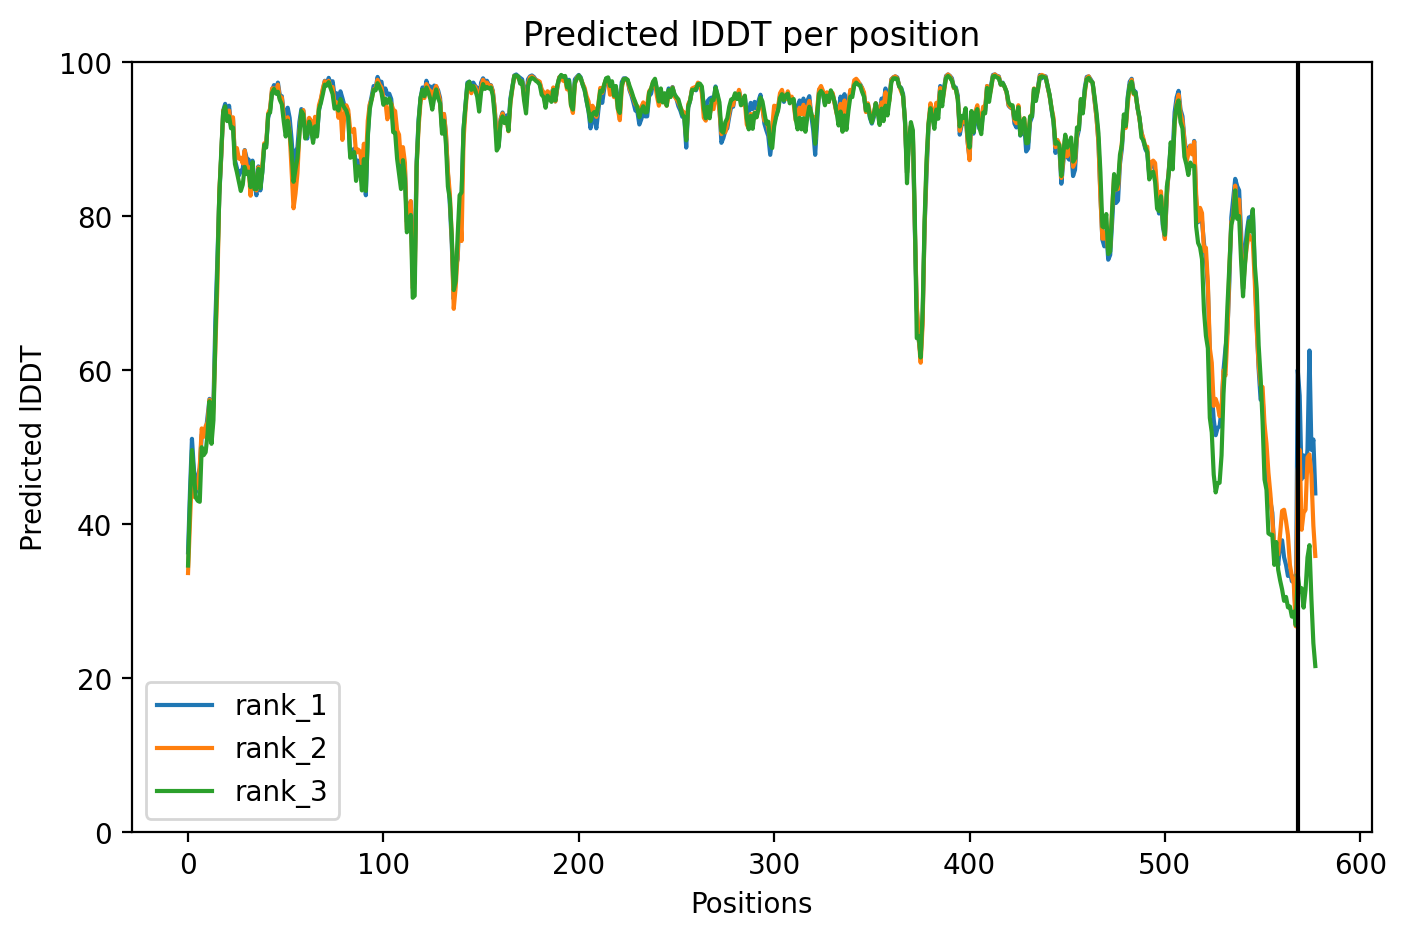 Predicted lDDT per position
Predicted lDDT
100
80
60
40
20
0
rank_1
rank_2
rank_3
0 100 200 300 400 500 600
Positions